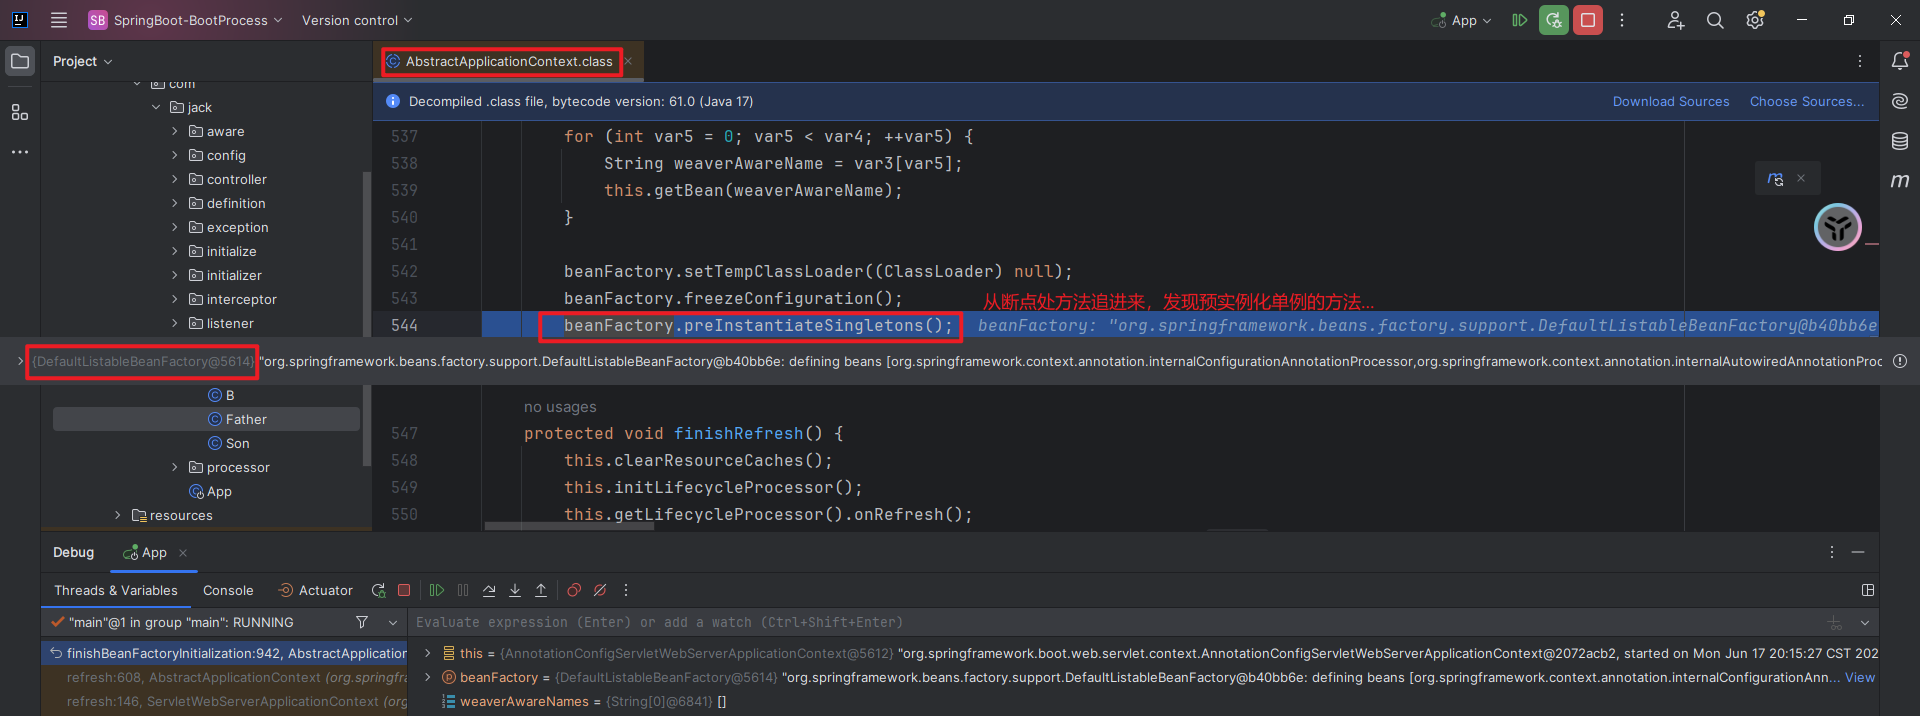 SB SpringBoot-BootProcess Version control App
Project
AbstractApplicationContext.class
Decompiled .class file, bytecode version: 61.0 (Java 17) Download Sources Choose Sources...
com
jack
aware
config
controller
definition
exception
initialize
initializer
interceptor
listener
537 for (int var5 = 0; var5 < var4; ++var5) {
538 String weaverAwareName = var3[var5];
539 this.getBean(weaverAwareName);
540 }
541
542 beanFactory.setTempClassLoader((ClassLoader) null);
543 beanFactory.freezeConfiguration();
从断点处方法追进来，发现预实例化单例的方法...
544 beanFactory.preInstantiateSingletons(); beanFactory: "org.springframework.beans.factory.support.DefaultListableBeanFactory@b40bb6e
{DefaultListableBeanFactory@5614} "org.springframework.beans.factory.support.DefaultListableBeanFactory@b40bb6e: defining beans [org.springframework.context.annotation.internalConfigurationAnnotationProcessor,org.springframework.context.annotation.internalAutowiredAnnotationProc
B
Father
Son
processor
App
resources
no usages
547 protected void finishRefresh() {
548 this.clearResourceCaches();
549 this.initLifecycleProcessor();
550 this.getLifecycleProcessor().onRefresh();
Debug App
Threads & Variables Console Actuator
"main"@1 in group "main": RUNNING
Evaluate expression (Enter) or add a watch (Ctrl+Shift+Enter)
finishBeanFactoryInitialization:942, AbstractApplication
refresh:608, AbstractApplicationContext (org.springfr
refresh:146, ServletWebServerApplicationContext (org
this = {AnnotationConfigServletWebServerApplicationContext@5612} "org.springframework.boot.web.servlet.context.AnnotationConfigServletWebServerApplicationContext@2072acb2, started on Mon Jun 17 20:15:27 CST 202
beanFactory = {DefaultListableBeanFactory@5614} "org.springframework.beans.factory.support.DefaultListableBeanFactory@b40bb6e: defining beans [org.springframework.context.annotation.internalConfigurationAnn... View
weaverAwareNames = {String[0]@6841} []